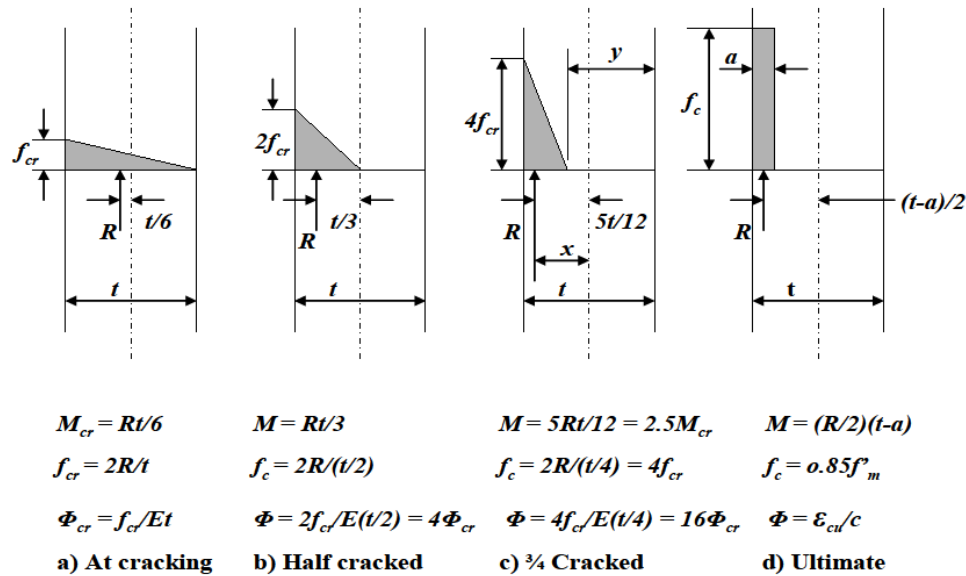 y
a
4f_cr
f_c
2f_cr
f_cr
t/6
t/3
5t/12
(t-a)/2
R
R
R
R
x
t
t
t
t
M_cr = Rt/6
M = Rt/3
M = 5Rt/12 = 2.5M_cr
M = (R/2)(t-a)
f_cr = 2R/t
f_c = 2R/(t/2)
f_c = 2R/(t/4) = 4f_cr
f_c = o.85f'_m
Φ_cr = f_cr/Et
Φ = 2f_cr/E(t/2) = 4Φ_cr
Φ = 4f_cr/E(t/4) = 16Φ_cr
Φ = ε_cu/c
a) At cracking
b) Half cracked
c) ¾ Cracked
d) Ultimate